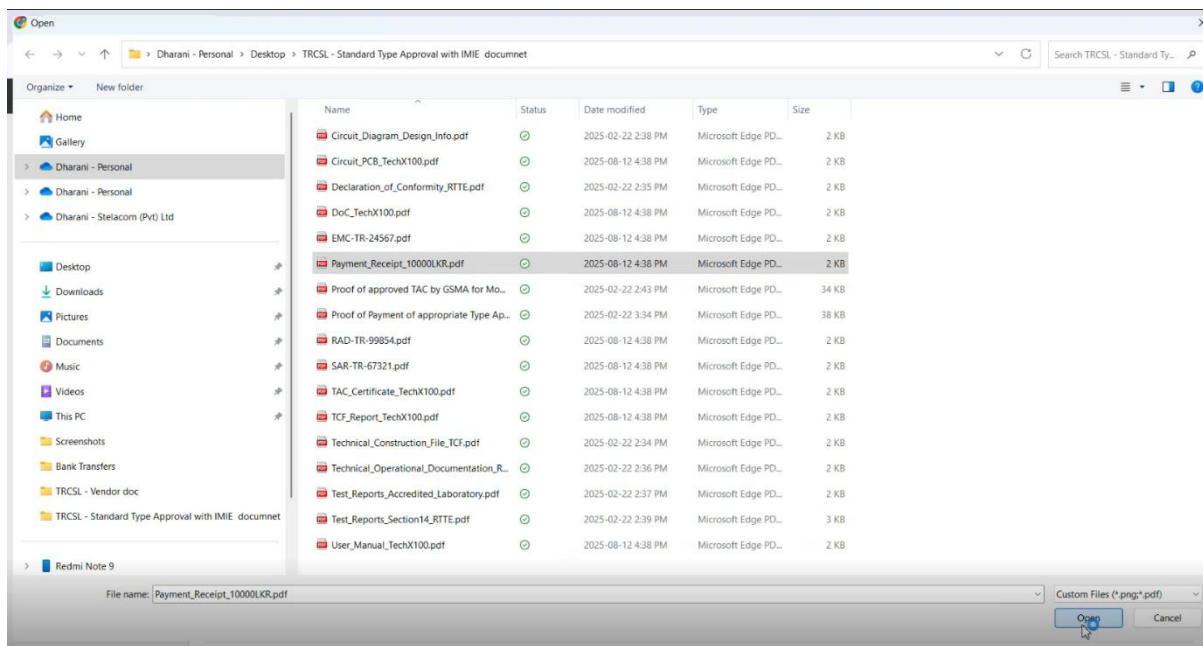 Open
Dharani - Personal > Desktop > TRCSL - Standard Type Approval with IMIE documnet
Search TRCSL - Standard Ty...
Organize
New folder
Home
Gallery
Dharani - Personal
Dharani - Personal
Dharani - Stelacom (Pvt) Ltd
Desktop
Downloads
Pictures
Documents
Music
Videos
This PC
Screenshots
Bank Transfers
TRCSL - Vendor doc
TRCSL - Standard Type Approval with IMIE documnet
Redmi Note 9
Name Status Date modified Type Size
Circuit_Diagram_Design_Info.pdf 2025-02-22 2:38 PM Microsoft Edge PD... 2 KB
Circuit_PCB_TechX100.pdf 2025-08-12 4:38 PM Microsoft Edge PD... 2 KB
Declaration_of_Conformity_RTTE.pdf 2025-02-22 2:35 PM Microsoft Edge PD... 2 KB
DoC_TechX100.pdf 2025-08-12 4:38 PM Microsoft Edge PD... 2 KB
EMC-TR-24567.pdf 2025-08-12 4:38 PM Microsoft Edge PD... 2 KB
Payment_Receipt_10000LKR.pdf 2025-08-12 4:38 PM Microsoft Edge PD... 2 KB
Proof of approved TAC by GSMA for Mo... 2025-02-22 2:43 PM Microsoft Edge PD... 34 KB
Proof of Payment of appropriate Type Ap... 2025-02-22 3:34 PM Microsoft Edge PD... 38 KB
RAD-TR-99854.pdf 2025-08-12 4:38 PM Microsoft Edge PD... 2 KB
SAR-TR-67321.pdf 2025-08-12 4:38 PM Microsoft Edge PD... 2 KB
TAC_Certificate_TechX100.pdf 2025-08-12 4:38 PM Microsoft Edge PD... 2 KB
TCF_Report_TechX100.pdf 2025-08-12 4:38 PM Microsoft Edge PD... 2 KB
Technical_Construction_File_TCF.pdf 2025-02-22 2:34 PM Microsoft Edge PD... 2 KB
Technical_Operational_Documentation_R... 2025-02-22 2:36 PM Microsoft Edge PD... 2 KB
Test_Reports_Accredited_Laboratory.pdf 2025-02-22 2:37 PM Microsoft Edge PD... 2 KB
Test_Reports_Section14_RTTE.pdf 2025-02-22 2:39 PM Microsoft Edge PD... 3 KB
User_Manual_TechX100.pdf 2025-08-12 4:38 PM Microsoft Edge PD... 2 KB
File name: Payment_Receipt_10000LKR.pdf
Custom Files (*.png;*.pdf)
Open
Cancel